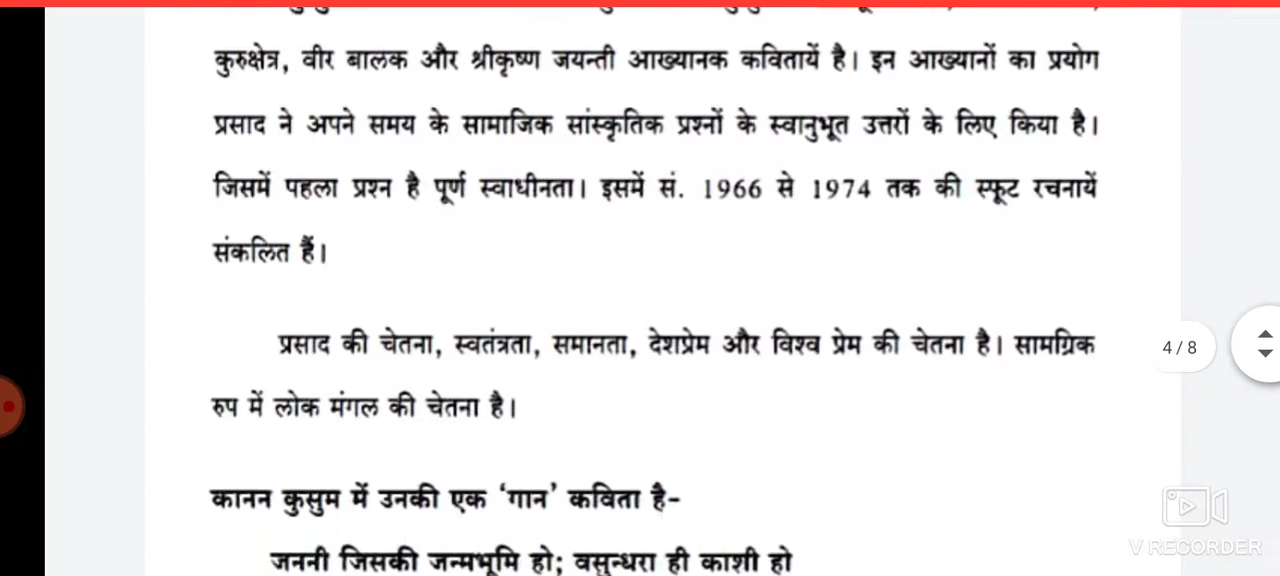 कुरुक्षेत्र, वीर बालक और श्रीकृष्ण जयन्ती आख्यानक कवितायें है। इन आख्यानों का प्रयोग
प्रसाद ने अपने समय के सामाजिक सांस्कृतिक प्रश्नों के स्वानुभूत उत्तरों के लिए किया है।
जिसमें पहला प्रश्न है पूर्ण स्वाधीनता। इसमें सं. 1966 से 1974 तक की स्फूट रचनायें
संकलित हैं।
प्रसाद की चेतना, स्वतंत्रता, समानता, देशप्रेम और विश्व प्रेम की चेतना है। सामग्रिक
रुप में लोक मंगल की चेतना है।
4 / 8
कानन कुसुम में उनकी एक ‘गान’ कविता है-
जननी जिसकी जन्मभूमि हो; वसुन्धरा ही काशी हो
V RECORDER